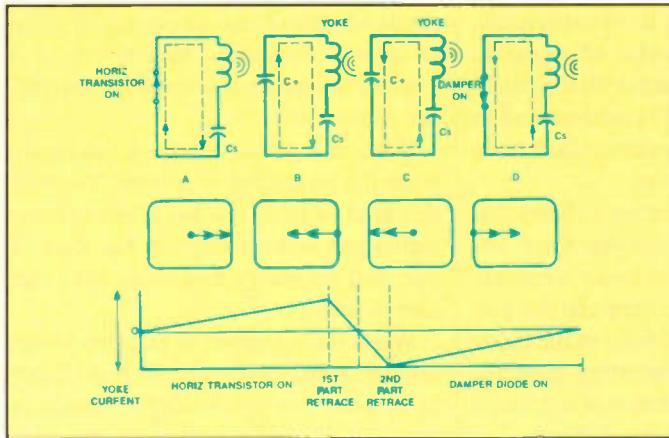 YOKE YOKE
HORIZ
TRANSISTOR
ON
C
C
DAMPER
ON
Cs
Cs
Cs
Cs
A B C D
O
YOKE
CURRENT
HORIZ TRANSISTOR ON
1ST
PART
RETRACE
2ND
PART
RETRACE
DAMPER DIODE ON